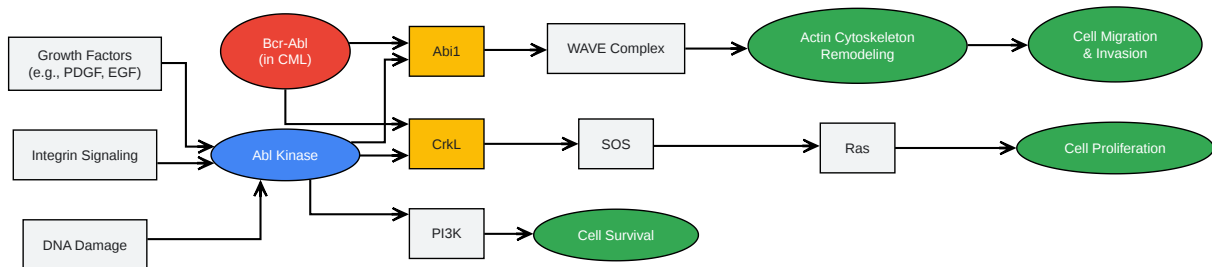 Growth Factors
(e.g., PDGF, EGF)
Integrin Signaling
DNA Damage
Bcr-Abl
(in CML)
Abl Kinase
Abi1
CrkL
PI3K
WAVE Complex
SOS
Cell Survival
Actin Cytoskeleton
Remodeling
Ras
Cell Migration
& Invasion
Cell Proliferation